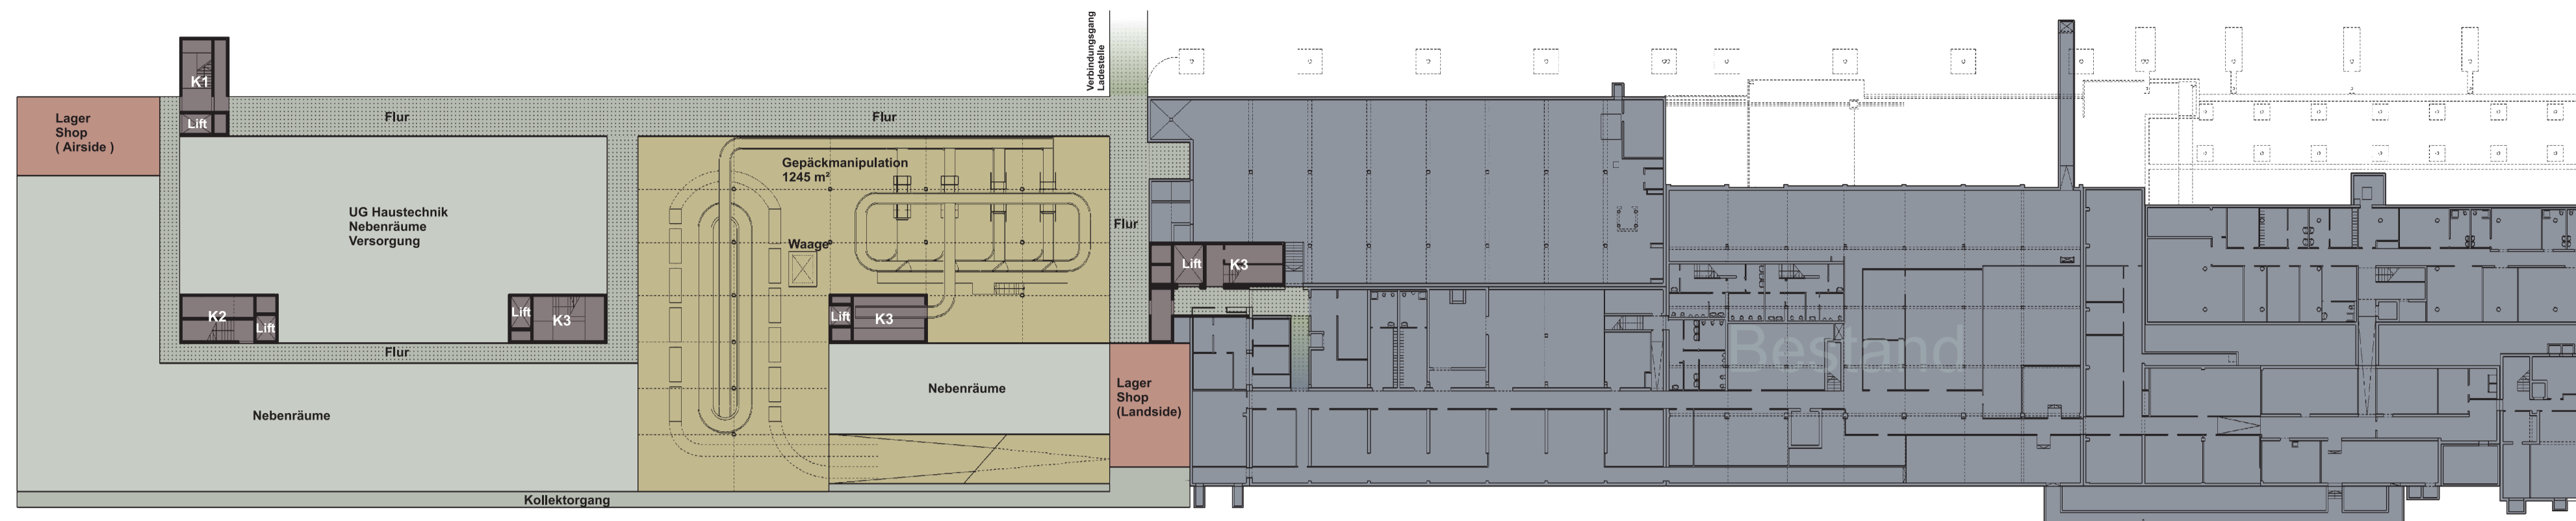 Verbindungsgang
Ladestelle
K1
Lift
Lager
Shop
( Airside )
Flur
Flur
Gepäckmanipulation
1245 m²
UG Haustechnik
Nebenräume
Versorgung
Flur
Waage
Lift
K3
K2
Lift
Lift
K3
Lift
K3
Flur
Bestand
Nebenräume
Lager
Shop
(Landside)
Nebenräume
Kollektorgang